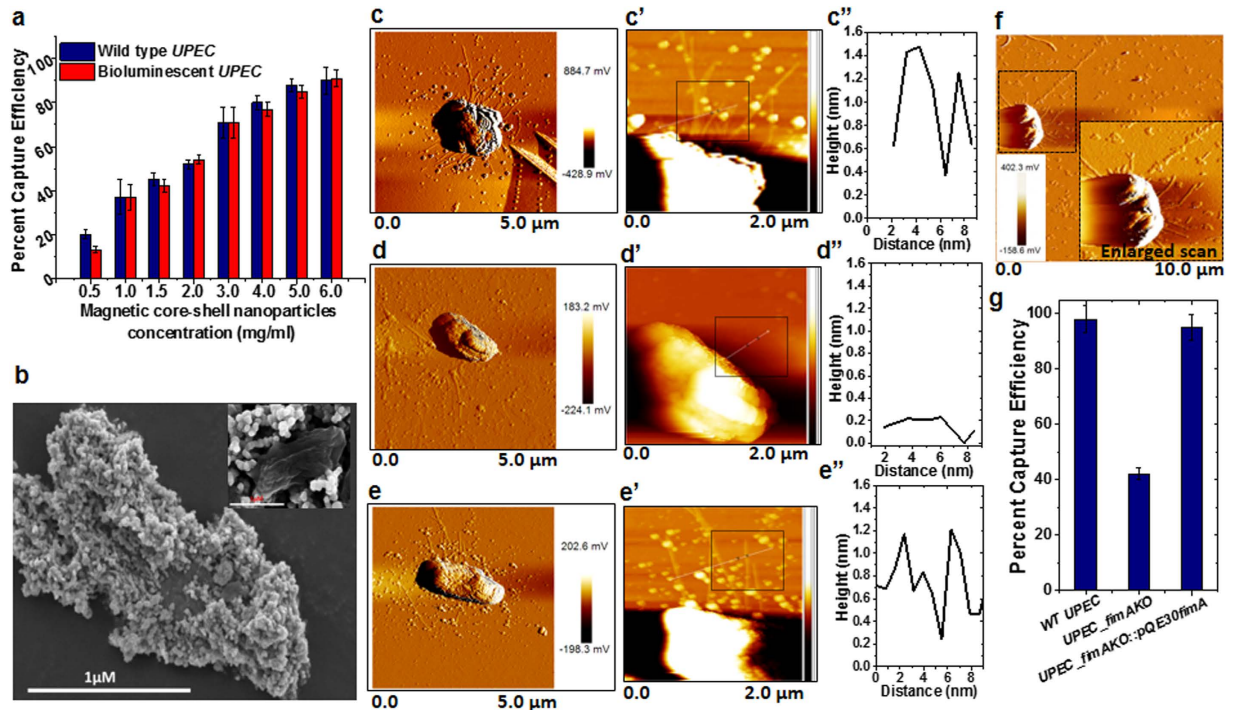 a
Wild type UPEC
Bioluminescent UPEC
Percent Capture Efficiency
100
80
60
40
20
0
0.5 1.0 1.5 2.0 3.0 4.0 5.0 6.0
Magnetic core-shell nanoparticles
concentration (mg/ml)
b
1µM
c
884.7 mV
-428.9 mV
0.0 5.0 µm
c'
0.0 2.0 µm
c"
Height (nm)
1.6
1.4
1.2
1.0
0.8
0.6
0.4
0.2
0.0
0 2 4 6 8
Distance (nm)
d
183.2 mV
-224.1 mV
0.0 5.0 µm
d'
0.0 2.0 µm
d"
Height (nm)
1.6
1.4
1.2
1.0
0.8
0.6
0.4
0.2
0.0
2 4 6 8
Distance (nm)
e
202.6 mV
-198.3 mV
0.0 5.0 µm
e'
0.0 2.0 µm
e"
Height (nm)
1.6
1.4
1.2
1.0
0.8
0.6
0.4
0.2
0.0
0 2 4 6 8
Distance (nm)
f
402.3 mV
-158.6 mV
Enlarged scan
0.0 10.0 µm
g
Percent Capture Efficiency
100
80
60
40
20
0
WT UPEC
UPEC_fimAKO
UPEC_fimAKO::pQE30fimA